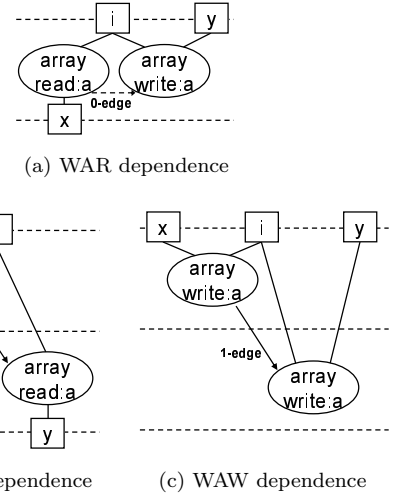 i y
array array
read:a write:a
0-edge
x
(a) WAR dependence
x i y
array
write:a
1-edge
array array
read:a write:a
y
ependence (c) WAW dependence